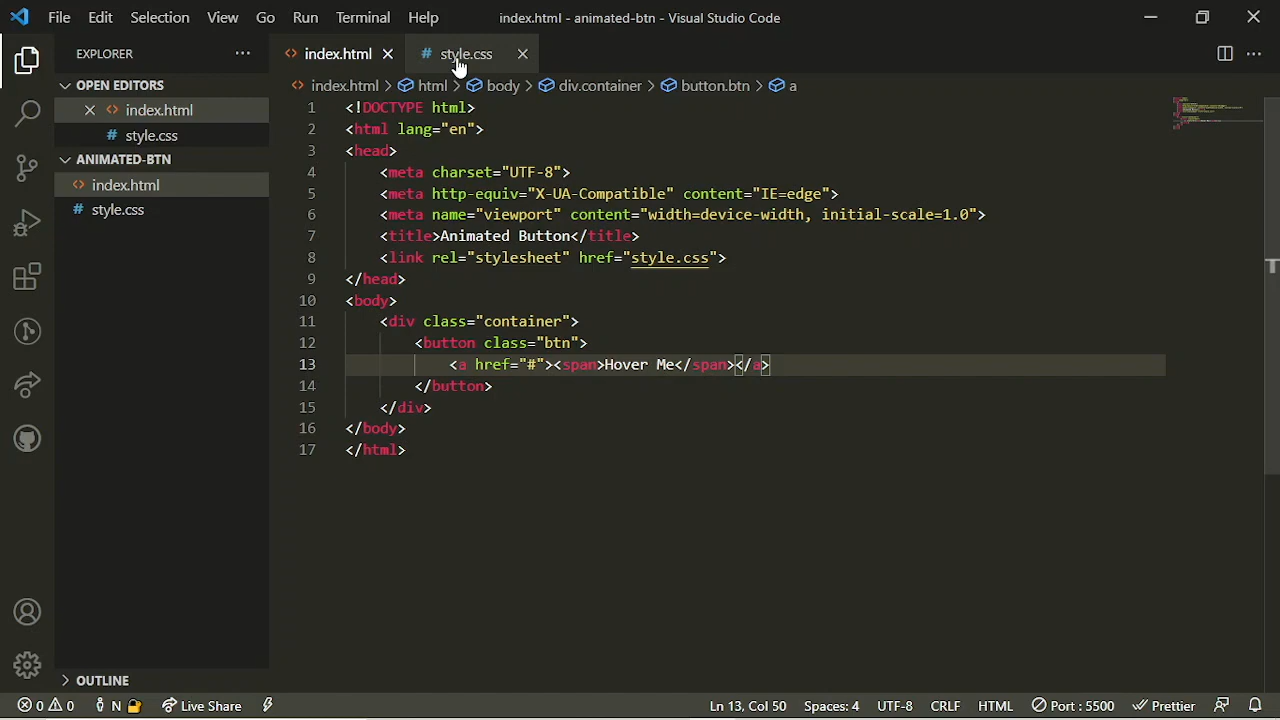 File Edit Selection View Go Run Terminal Help index.html - animated-btn - Visual Studio Code
EXPLORER
OPEN EDITORS
index.html
# style.css
ANIMATED-BTN
index.html
# style.css
OUTLINE
index.html # style.css
index.html > html > body > div.container > button.btn > a
1 <!DOCTYPE html>
2 <html lang="en">
3 <head>
4 <meta charset="UTF-8">
5 <meta http-equiv="X-UA-Compatible" content="IE=edge">
6 <meta name="viewport" content="width=device-width, initial-scale=1.0">
7 <title>Animated Button</title>
8 <link rel="stylesheet" href="style.css">
9 </head>
10 <body>
11 <div class="container">
12 <button class="btn">
13 <a href="#"><span>Hover Me</span></a>
14 </button>
15 </div>
16 </body>
17 </html>
0 0 N Live Share Ln 13, Col 50 Spaces: 4 UTF-8 CRLF HTML Port : 5500 Prettier